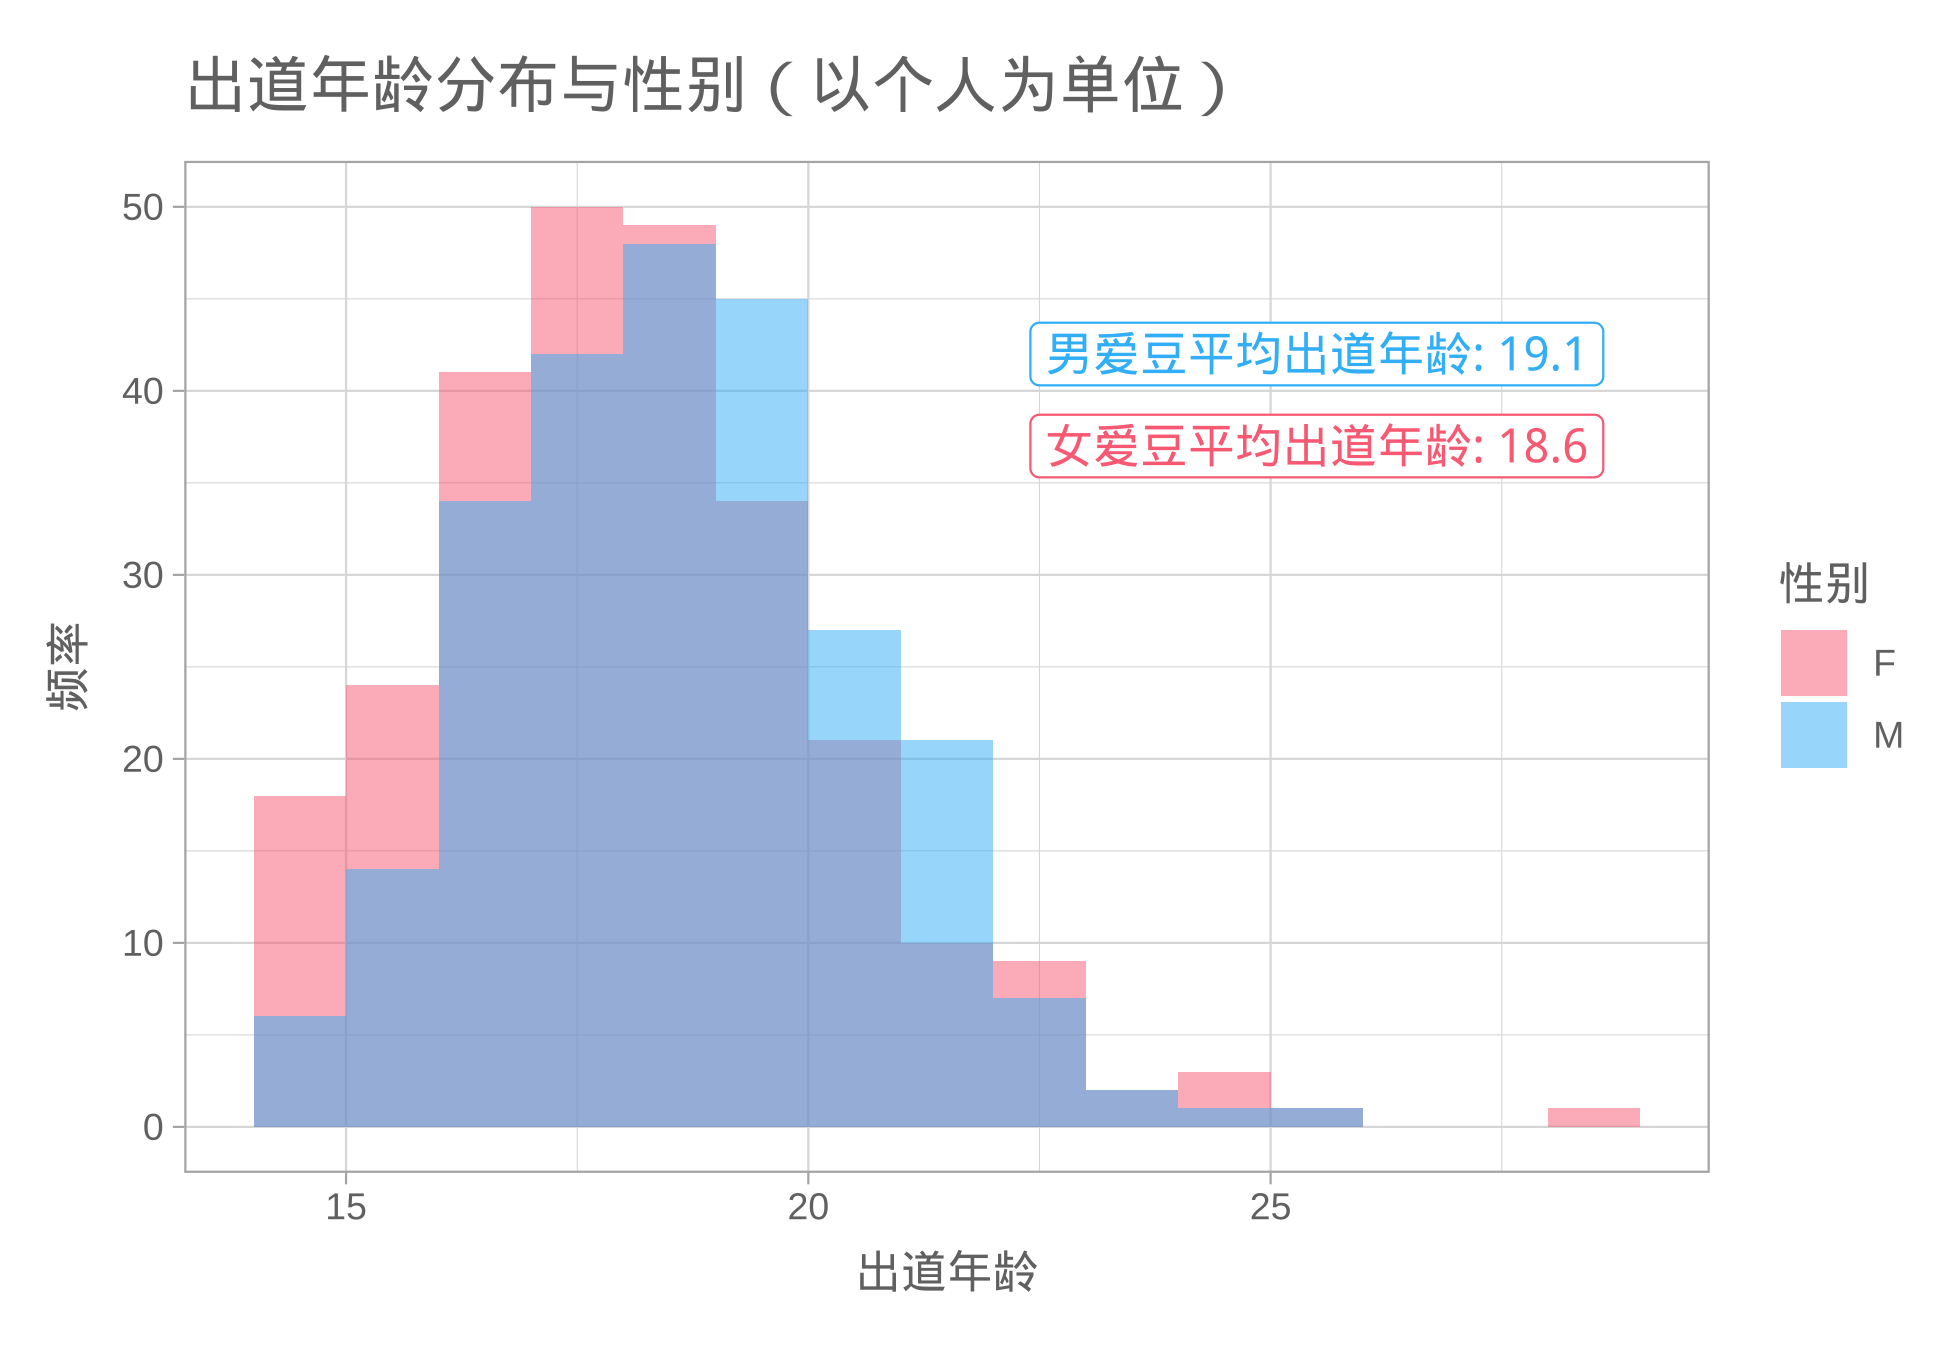 出道年龄分布与性别（以个人为单位）
50
40
30
20
10
0
频率
男爱豆平均出道年龄: 19.1
女爱豆平均出道年龄: 18.6
性别
F
M
15 20 25
出道年龄